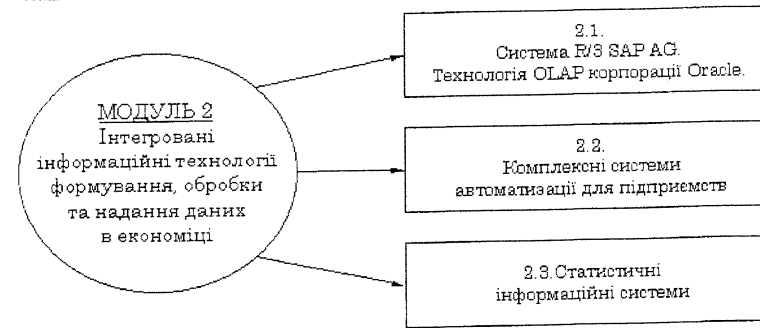 МОДУЛЬ 2
Інтегровані
інформаційні технології
формування, обробки
та надання даних
в економіці
2.1.
Система R/3 SAP AG.
Технологія OLAP корпорації Oracle.
2.2.
Комплексні системи
автоматизації для підприємств
2.3.Статистичні
інформаційні системи